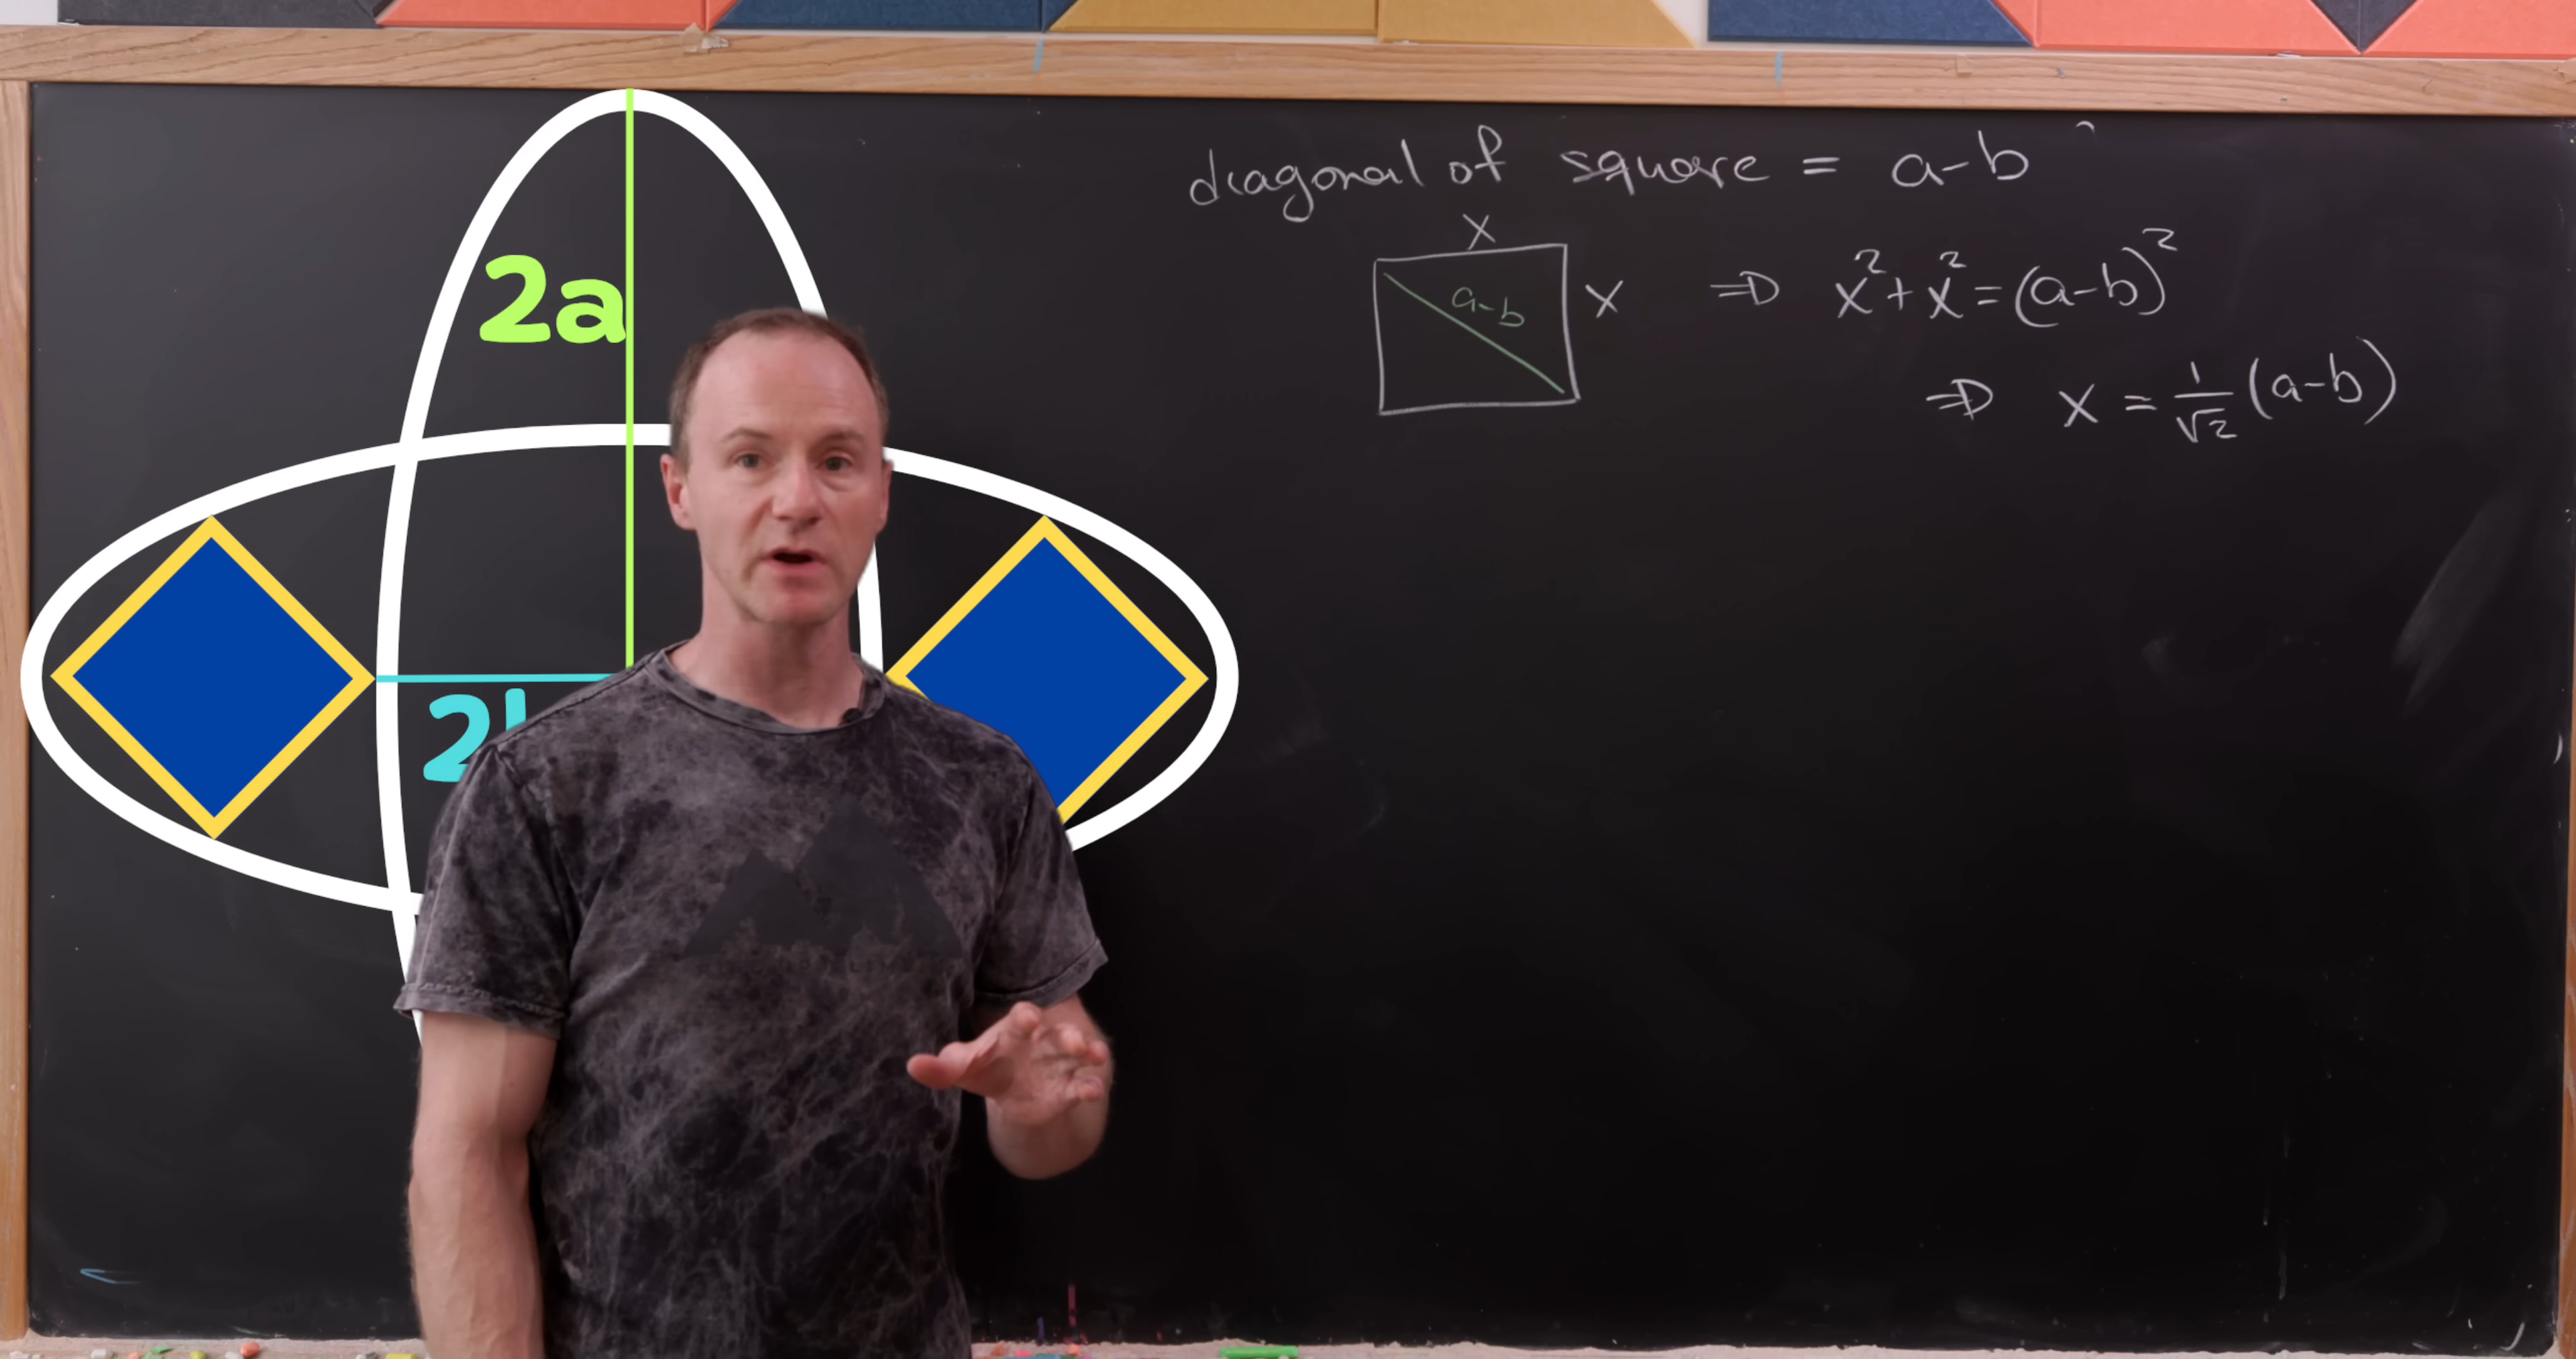 diagonal of square = a-b
x
a-b
x
⇒ x²+x²=(a-b)²
⇒ x = 1/√2 (a-b)
2a